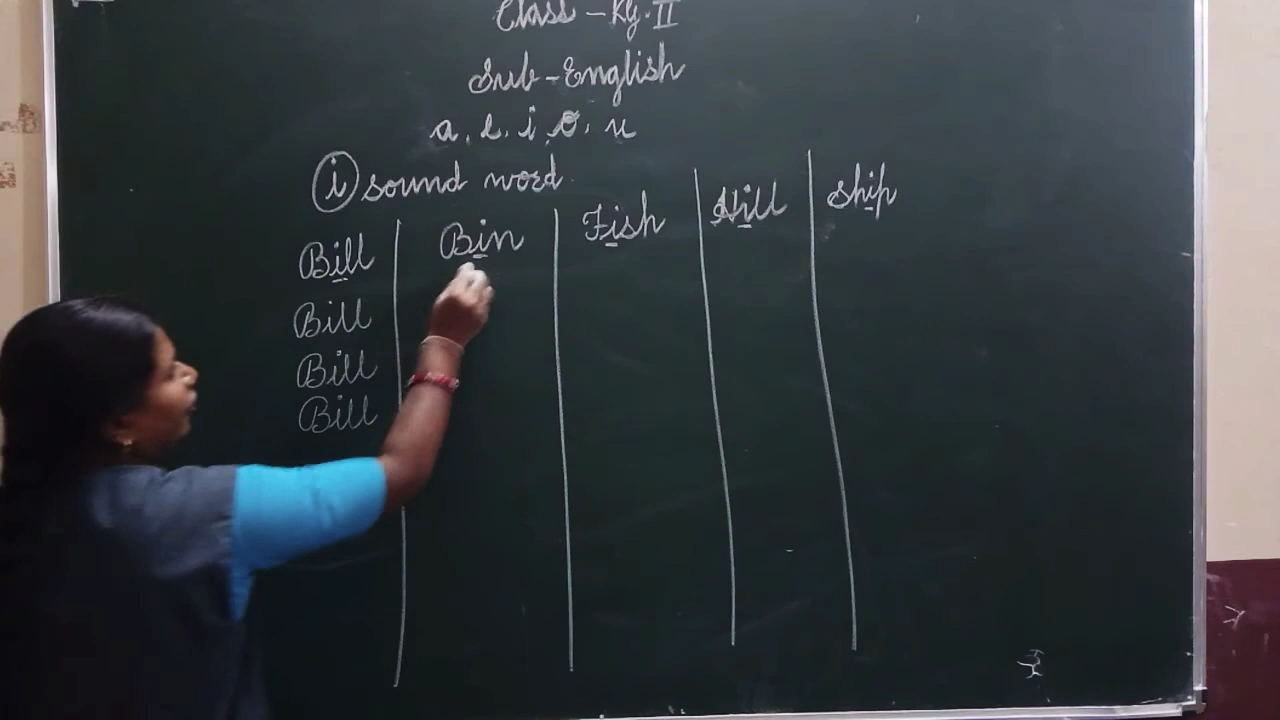 Class - KG-II
Sub-English
a, e, i, o, u
(i) sound word
Bill Bin Fish Hill Ship
Bill
Bill
Bill